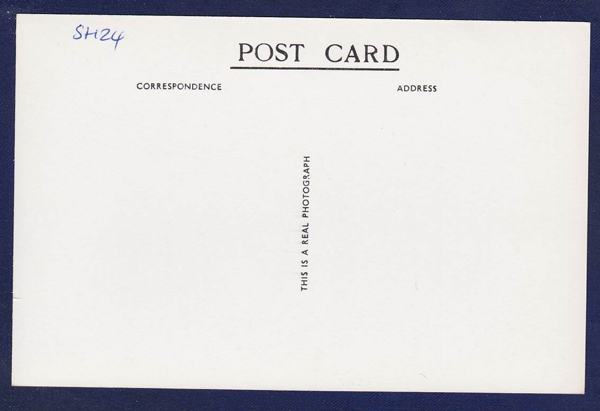 SH24
POST CARD
CORRESPONDENCE
ADDRESS
THIS IS A REAL PHOTOGRAPH